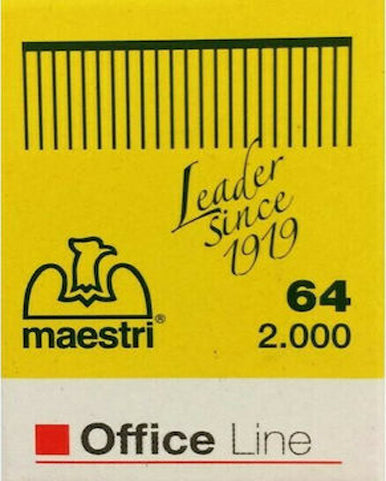 Leader
Since
1919
maestri®
64
2.000
Office Line